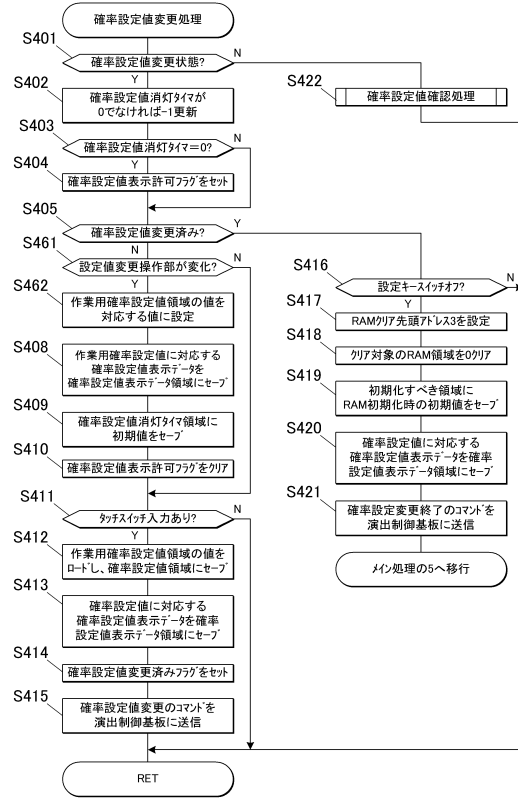 確率設定値変更処理
S401
確率設定値変更状態?
N
Y
S402
確率設定値消灯タイマが
0でなければ-1更新
S403
確率設定値消灯タイマ=0?
N
Y
S404
確率設定値表示許可フラグをセット
S405
確率設定値変更済み?
Y
N
S461
設定値変更操作部が変化?
N
Y
S462
作業用確率設定値領域の値を
対応する値に設定
S408
作業用確率設定値に対応する
確率設定値表示データを
確率設定値表示データ領域にセーブ
S409
確率設定値消灯タイマ領域に
初期値をセーブ
S410
確率設定値表示許可フラグをクリア
S411
タッチスイッチ入力あり?
N
Y
S412
作業用確率設定値領域の値を
ロードし、確率設定値領域にセーブ
S413
確率設定値に対応する
確率設定値表示データを確率
設定値表示データ領域にセーブ
S414
確率設定値変更済みフラグをセット
S415
確率設定値変更のコマンドを
演出制御基板に送信
RET
S422
確率設定値確認処理
S416
設定キースイッチオフ?
N
Y
S417
RAMクリア先頭アドレス3を設定
S418
クリア対象のRAM領域を0クリア
S419
初期化すべき領域に
RAM初期化時の初期値をセーブ
S420
確率設定値に対応する
確率設定値表示データを確率
設定値表示データ領域にセーブ
S421
確率設定変更終了のコマンドを
演出制御基板に送信
メイン処理の5へ移行